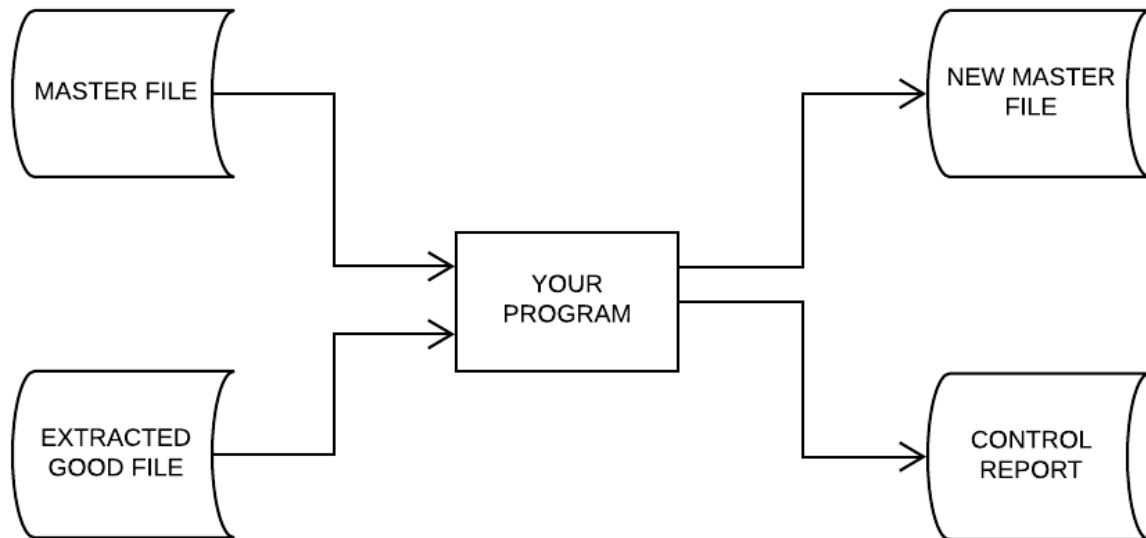 MASTER FILE
NEW MASTER
FILE
YOUR
PROGRAM
EXTRACTED
GOOD FILE
CONTROL
REPORT